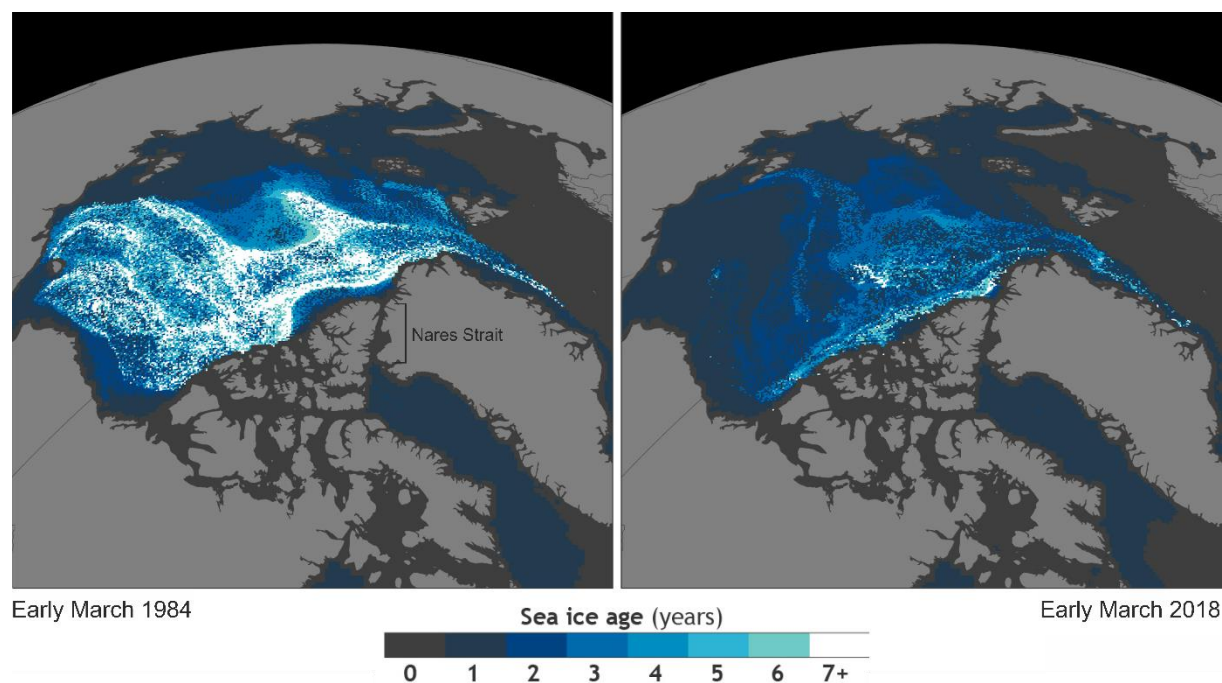 Nares Strait
Early March 1984
Early March 2018
Sea ice age (years)
0 1 2 3 4 5 6 7+